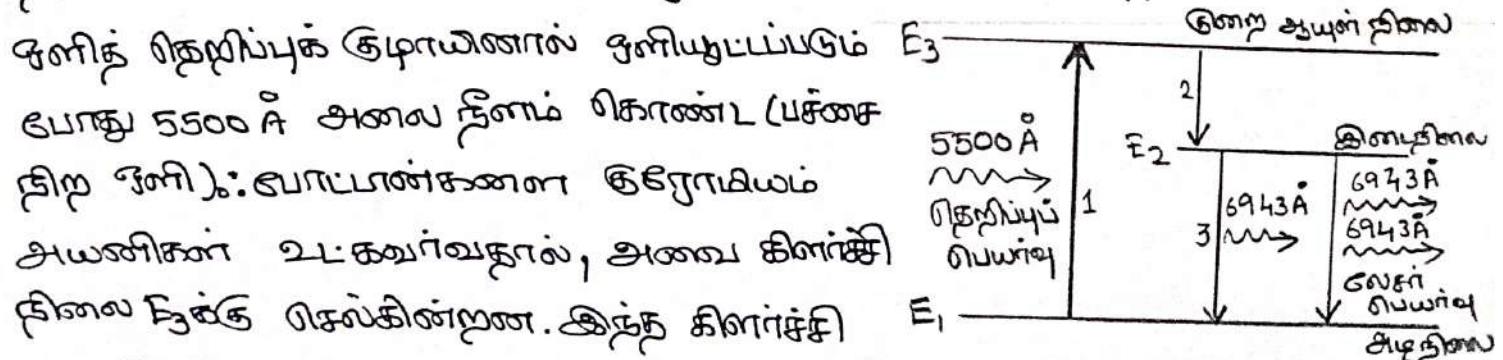 ஒளித் தெறிப்புக் குழாயினால் ஒளியூட்டப்படும்
போது 5500 Å அலை நீளம் கொண்ட (பச்சை
நிற ஒளி) ஃபோட்டான்களை குரோமியம்
அயனிகள் உட்கவர்வதால், அவை கிளர்ச்சி
நிலை E₃க்கு செல்கின்றன. இந்த கிளர்ச்சி
E₃ குறை ஆயுள் நிலை
2
E₂ இடைநிலை
5500 Å
தெறிப்புப்
பெயர்வு
1
3
6943 Å
6943 Å
6943 Å
லேசர்
பெயர்வு
E₁
அடிநிலை